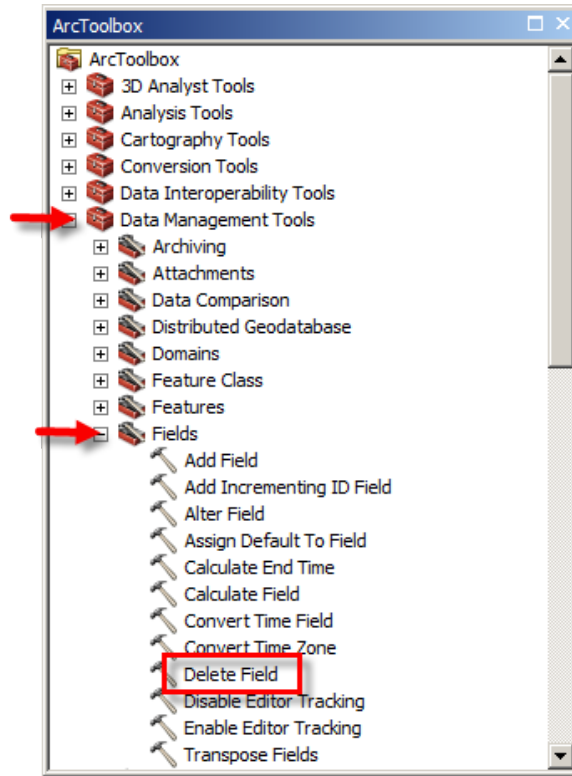 ArcToolbox
ArcToolbox
3D Analyst Tools
Analysis Tools
Cartography Tools
Conversion Tools
Data Interoperability Tools
Data Management Tools
Archiving
Attachments
Data Comparison
Distributed Geodatabase
Domains
Feature Class
Features
Fields
Add Field
Add Incrementing ID Field
Alter Field
Assign Default To Field
Calculate End Time
Calculate Field
Convert Time Field
Convert Time Zone
Delete Field
Disable Editor Tracking
Enable Editor Tracking
Transpose Fields